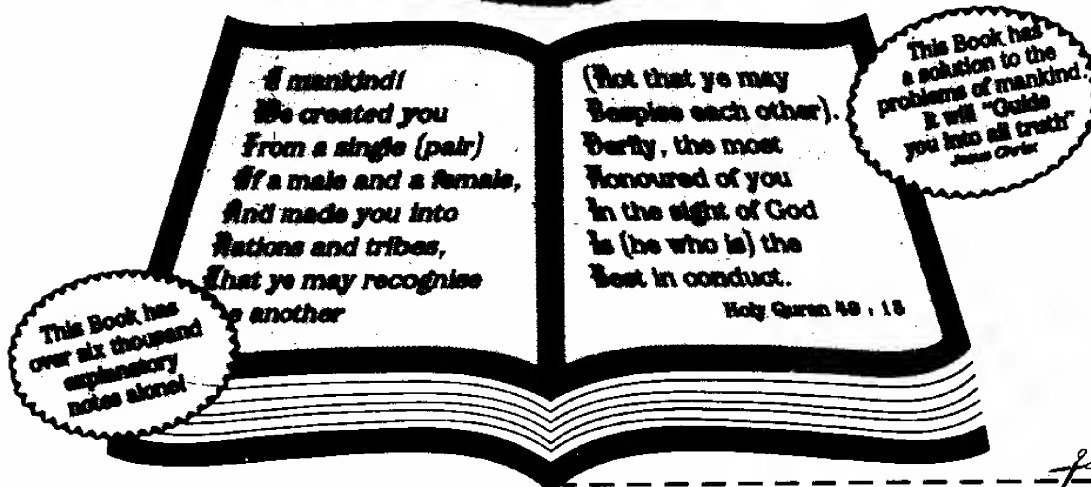 O mankind!
We created you
From a single (pair)
Of a male and a female,
And made you into
Nations and tribes,
That ye may recognise
another
(Not that ye may
Despise each other).
Verily, the most
Honoured of you
In the sight of God
Is (he who is) the
Best in conduct.
Holy Quran 49 : 13
This Book has
a solution to the
problems of mankind.
It will "Guide
you into all truth"
Jesus Christ
This Book has
over six thousand
explanatory
notes alone!